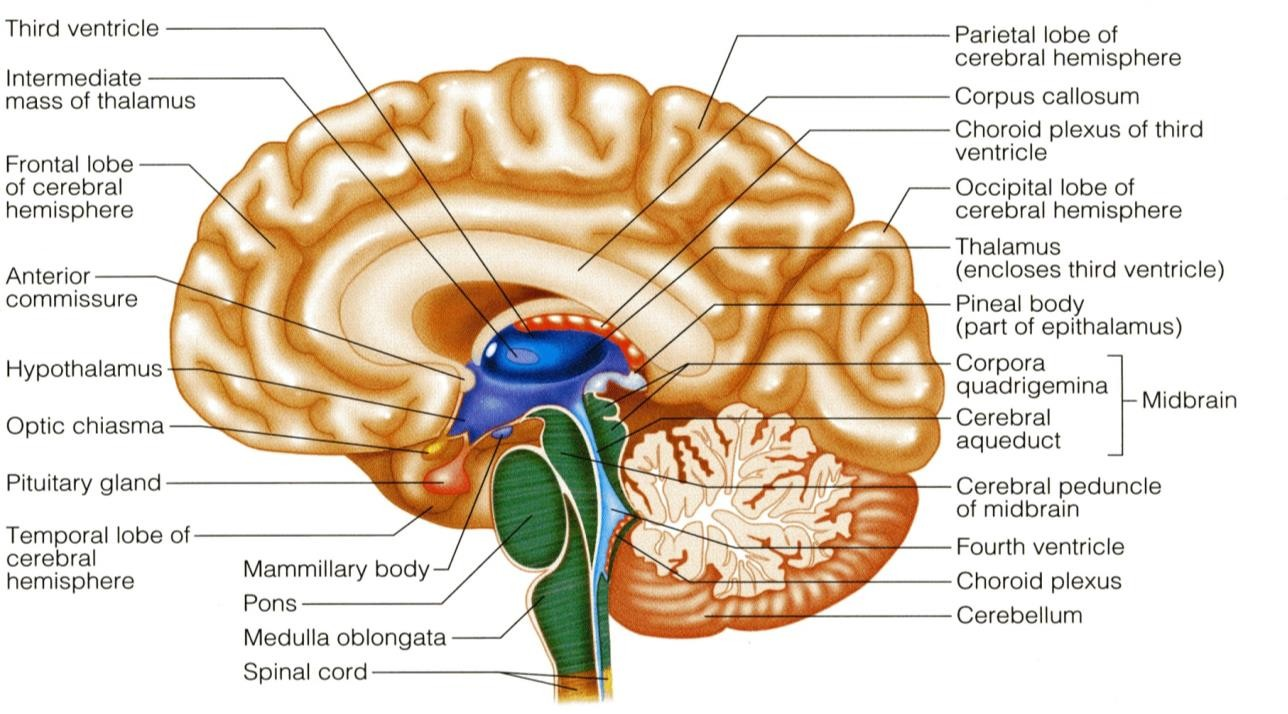 Third ventricle
Intermediate
mass of thalamus
Frontal lobe
of cerebral
hemisphere
Anterior
commissure
Hypothalamus
Optic chiasma
Pituitary gland
Temporal lobe of
cerebral
hemisphere
Mammillary body
Pons
Medulla oblongata
Spinal cord
Parietal lobe of
cerebral hemisphere
Corpus callosum
Choroid plexus of third
ventricle
Occipital lobe of
cerebral hemisphere
Thalamus
(encloses third ventricle)
Pineal body
(part of epithalamus)
Corpora
quadrigemina
Midbrain
Cerebral
aqueduct
Cerebral peduncle
of midbrain
Fourth ventricle
Choroid plexus
Cerebellum